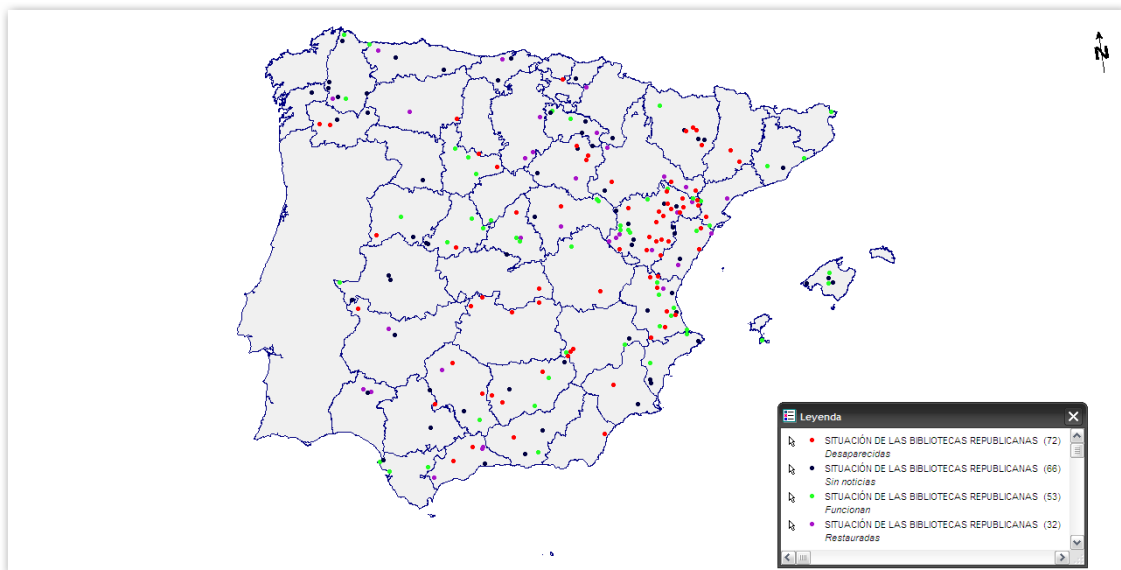 N
Leyenda
SITUACIÓN DE LAS BIBLIOTECAS REPUBLICANAS (72)
Desaparecidas
SITUACIÓN DE LAS BIBLIOTECAS REPUBLICANAS (66)
Sin noticias
SITUACIÓN DE LAS BIBLIOTECAS REPUBLICANAS (53)
Funcionan
SITUACIÓN DE LAS BIBLIOTECAS REPUBLICANAS (32)
Restauradas